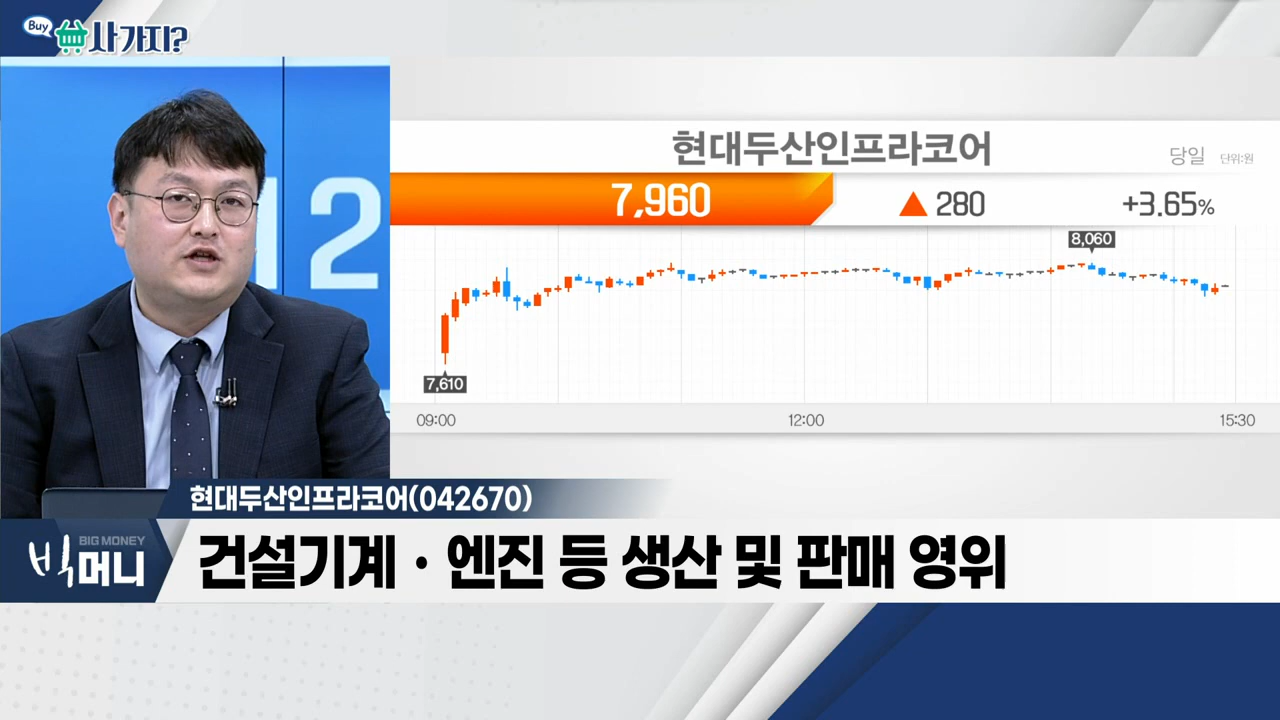 Buy
사가지?
12
현대두산인프라코어
당일 단위:원
7,960 ▲ 280 +3.65%
8,060
7,610
09:00 12:00 15:30
현대두산인프라코어(042670)
BIG MONEY
빅머니
건설기계·엔진 등 생산 및 판매 영위